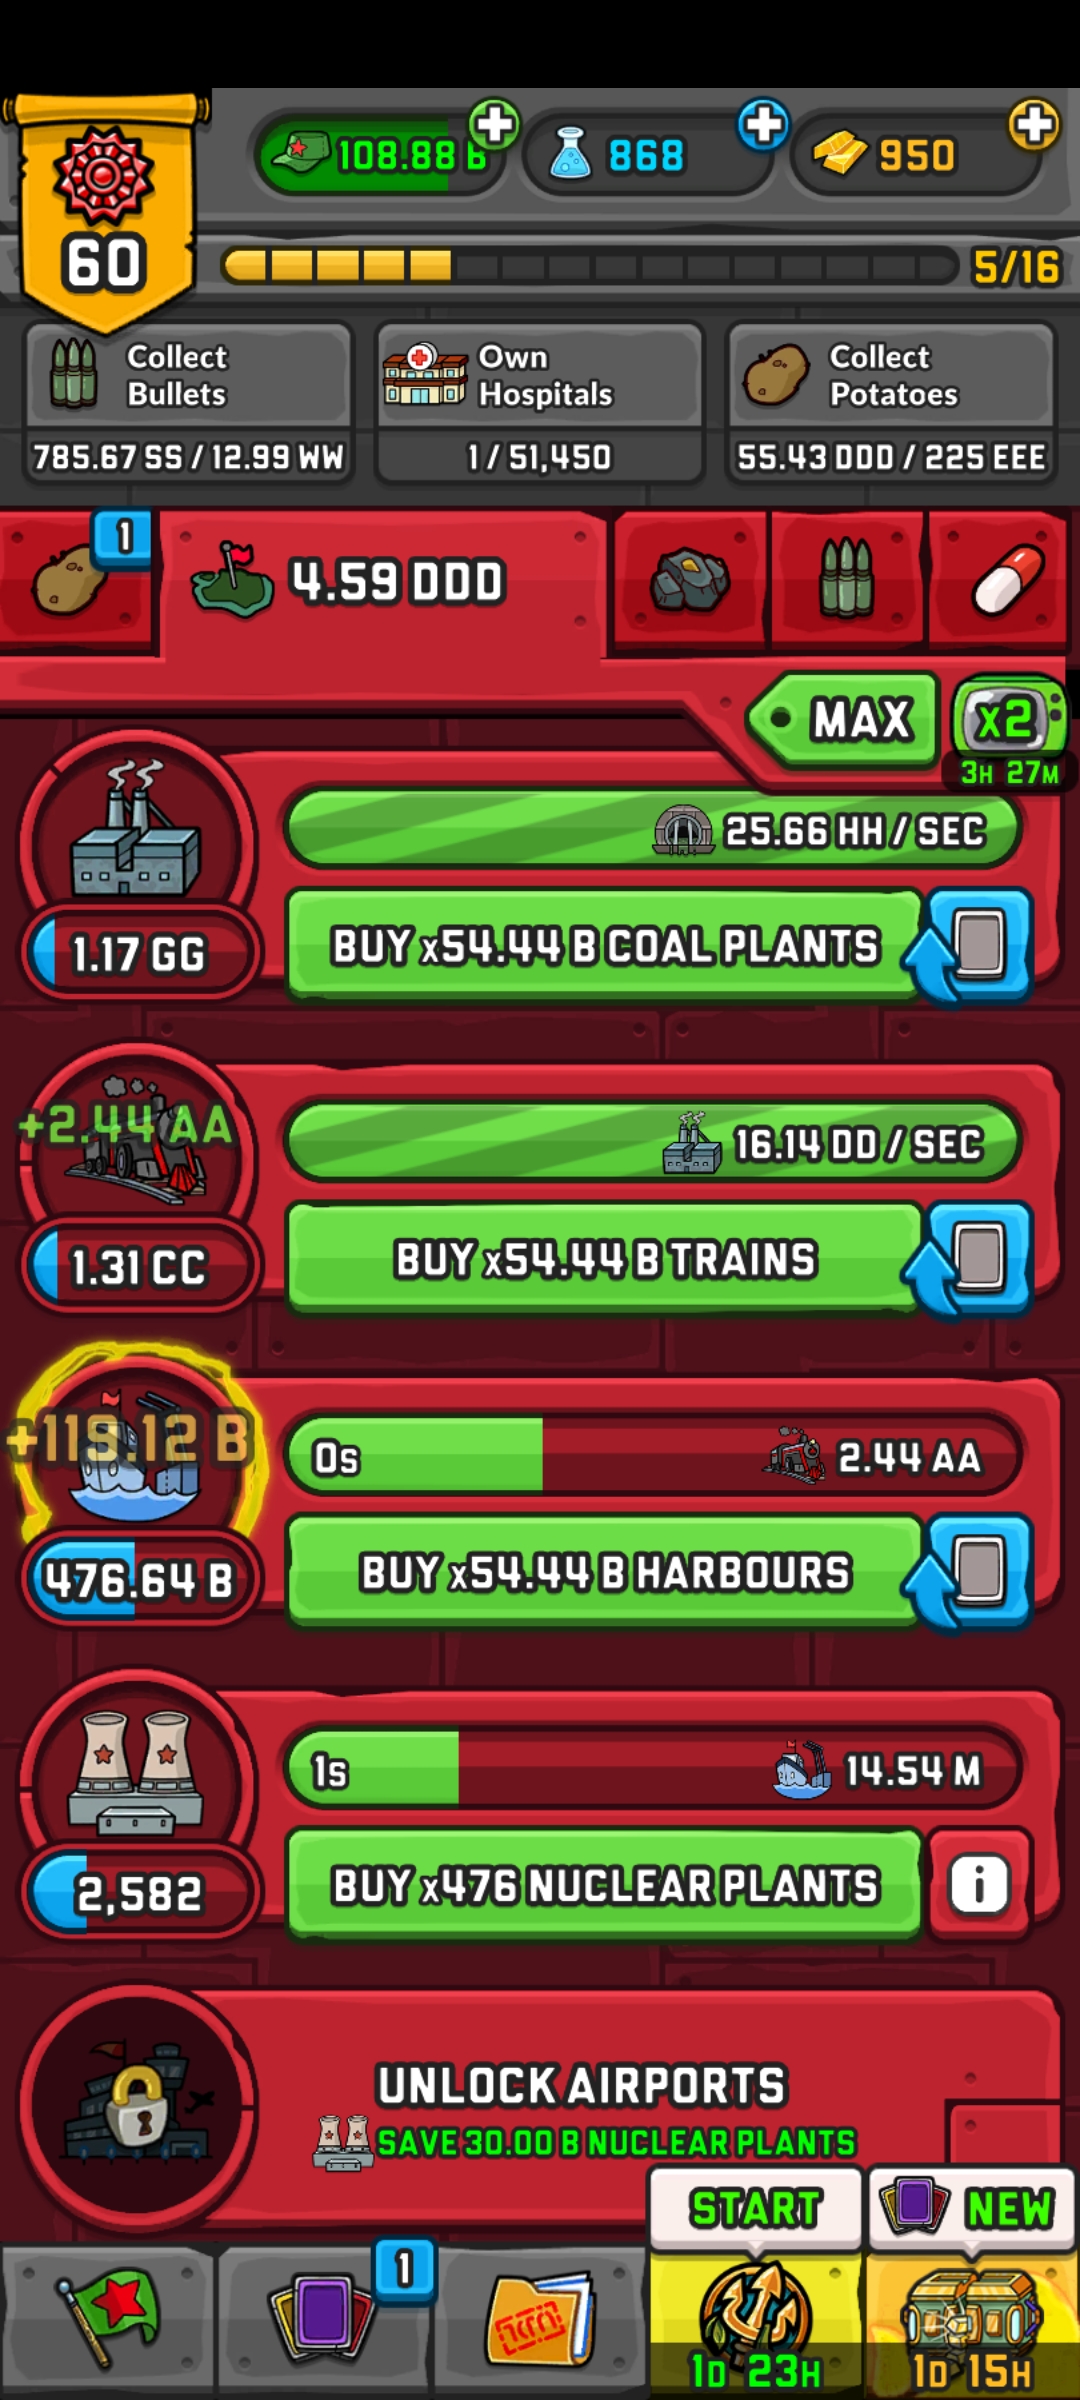 108.88 B
868
950
60
5/16
Collect
Bullets
785.67 SS / 12.99 WW
Own
Hospitals
1 / 51,450
Collect
Potatoes
55.43 DDD / 225 EEE
1
4.59 DDD
MAX
x2
3H 27M
25.66 HH / SEC
1.17 GG
BUY x54.44 B COAL PLANTS
+2.44 AA
16.14 DD / SEC
1.31 CC
BUY x54.44 B TRAINS
+119.12 B
0s
2.44 AA
476.64 B
BUY x54.44 B HARBOURS
1s
14.54 M
2,582
BUY x476 NUCLEAR PLANTS
i
UNLOCK AIRPORTS
SAVE 30.00 B NUCLEAR PLANTS
START
NEW
1
1D 23H
1D 15H